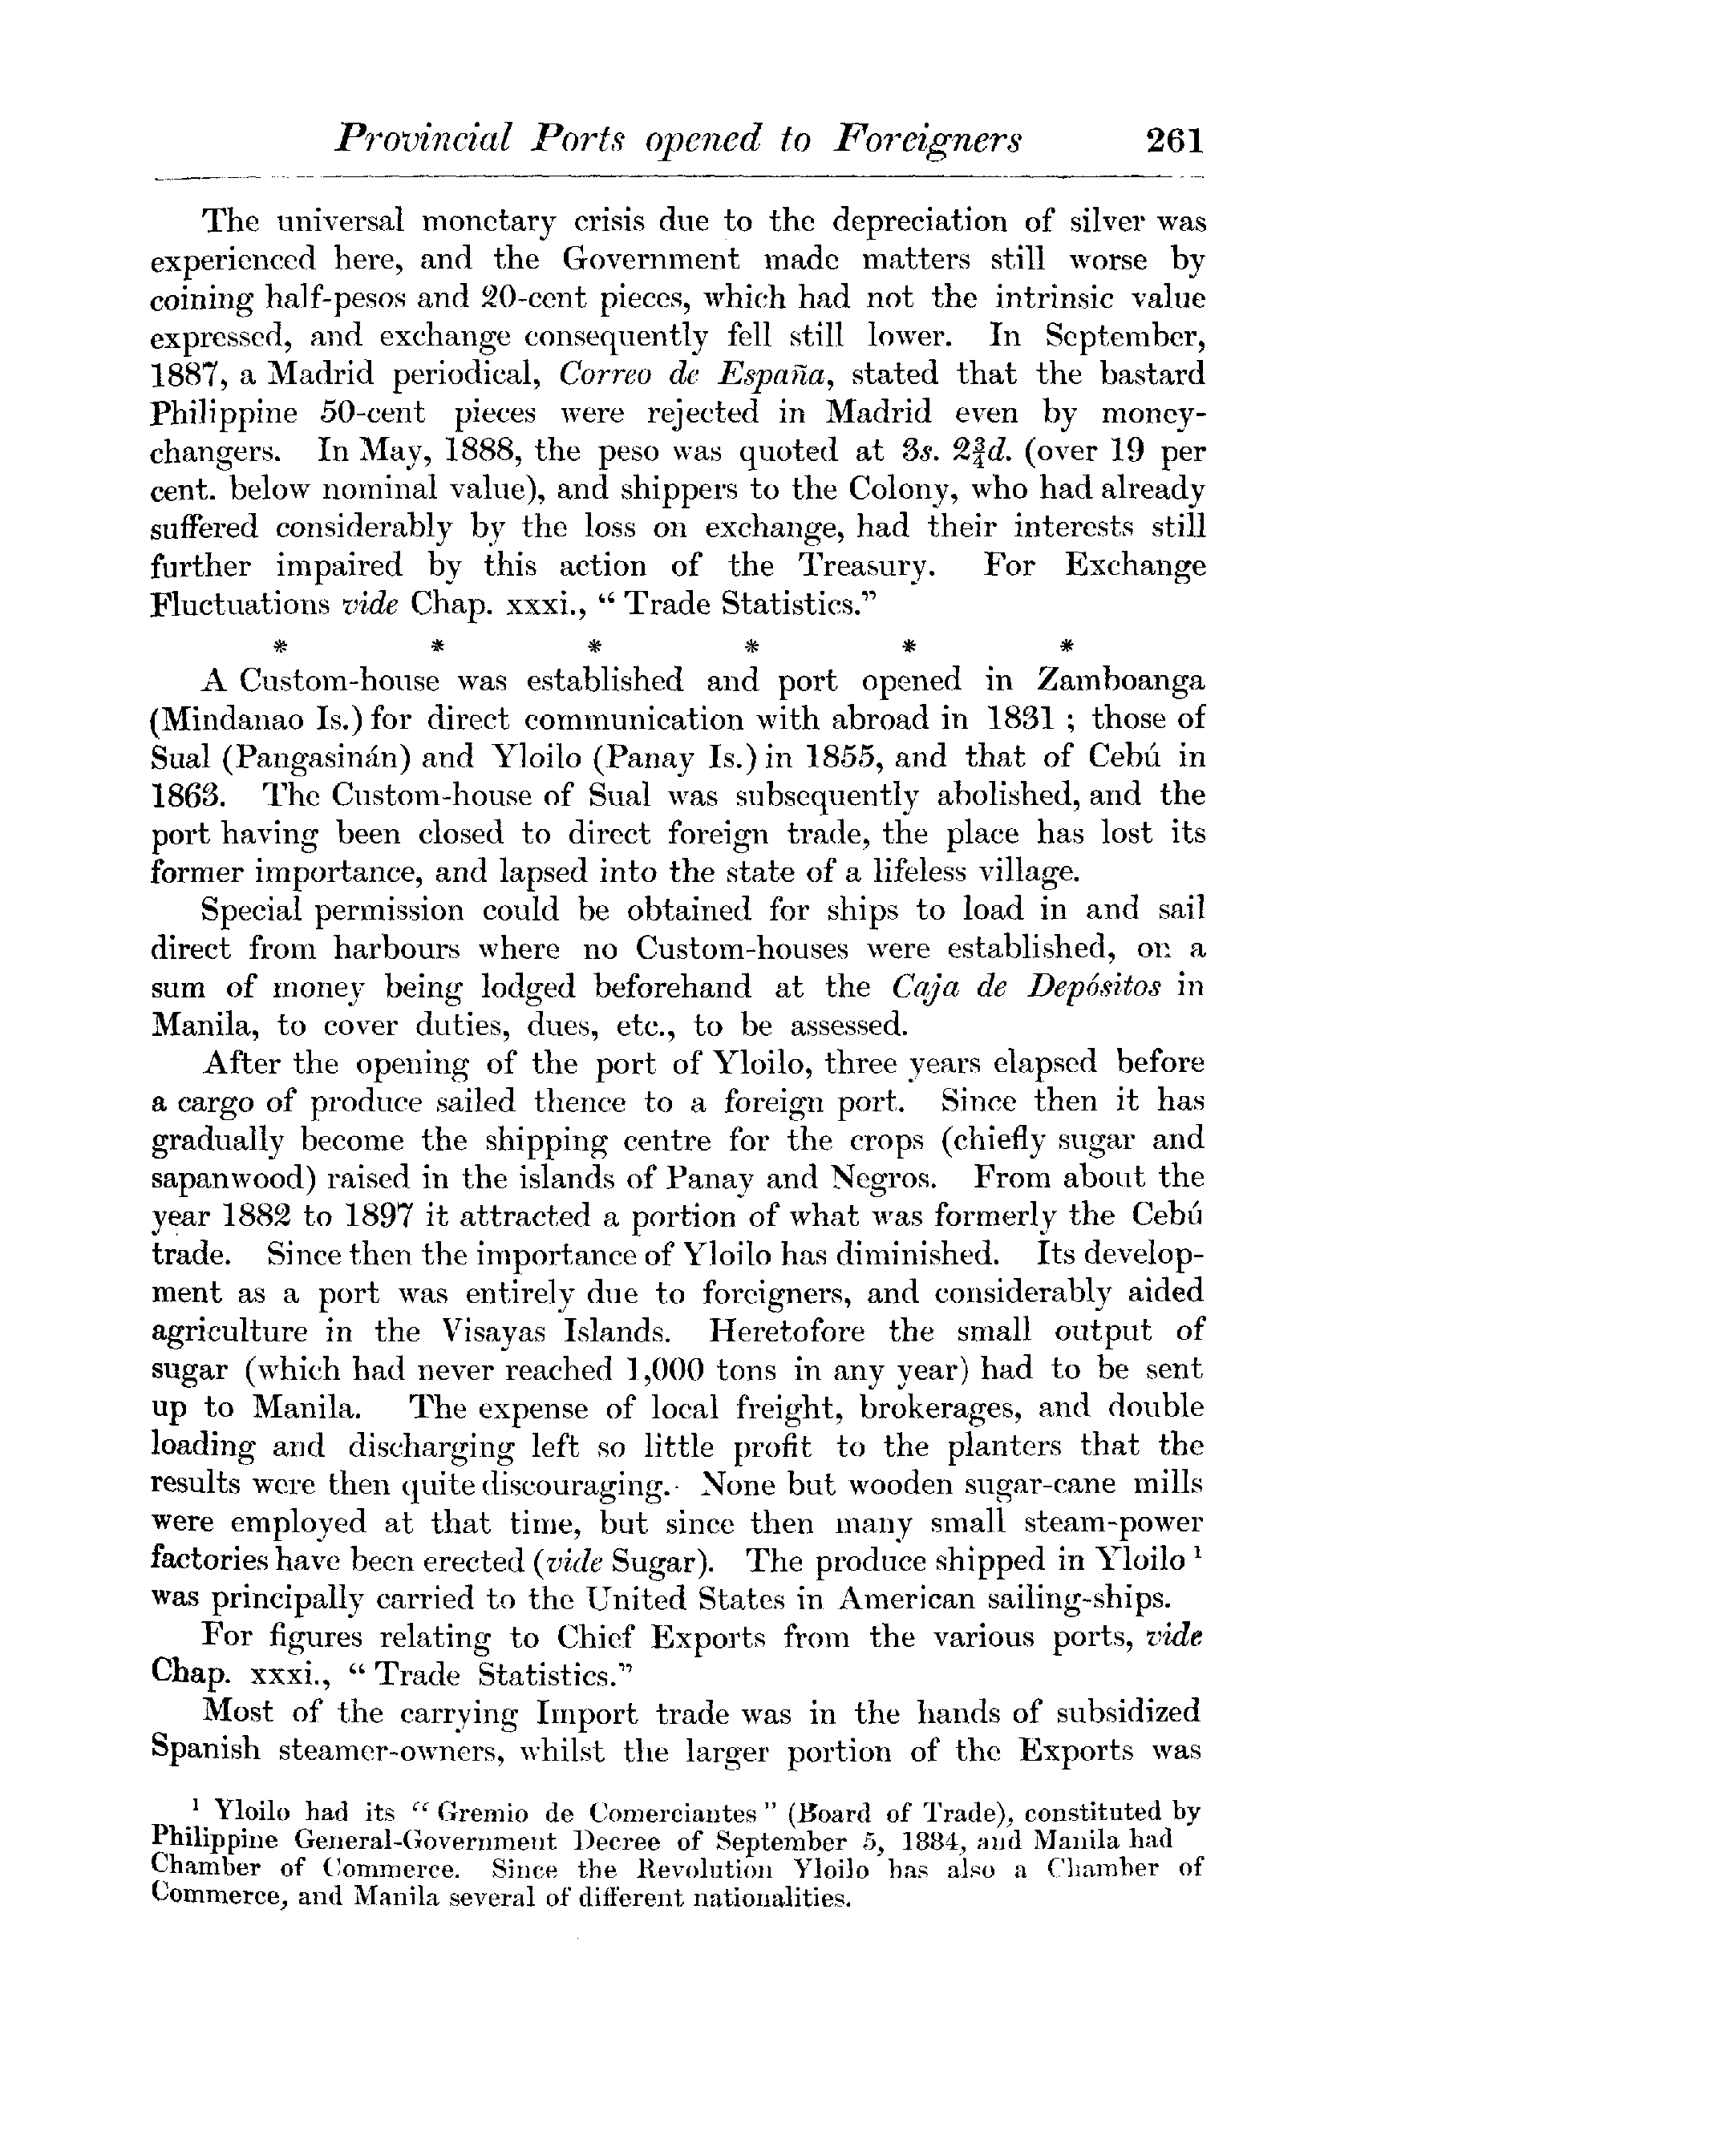 Provincial Ports opened to Foreigners 261
The universal monetary crisis due to the depreciation of silver was
experienced here, and the Government made matters still worse by
coining half-pesos and 20-cent pieces, which had not the intrinsic value
expressed, and exchange consequently fell still lower. In September,
1887, a Madrid periodical, Correo de España, stated that the bastard
Philippine 50-cent pieces were rejected in Madrid even by money-
changers. In May, 1888, the peso was quoted at 3s. 2¾d. (over 19 per
cent. below nominal value), and shippers to the Colony, who had already
suffered considerably by the loss on exchange, had their interests still
further impaired by this action of the Treasury. For Exchange
Fluctuations vide Chap. xxxi., “Trade Statistics.”
* * * * * *
A Custom-house was established and port opened in Zamboanga
(Mindanao Is.) for direct communication with abroad in 1831 ; those of
Sual (Pangasinán) and Yloilo (Panay Is.) in 1855, and that of Cebú in
1863. The Custom-house of Sual was subsequently abolished, and the
port having been closed to direct foreign trade, the place has lost its
former importance, and lapsed into the state of a lifeless village.
Special permission could be obtained for ships to load in and sail
direct from harbours where no Custom-houses were established, on a
sum of money being lodged beforehand at the Caja de Depósitos in
Manila, to cover duties, dues, etc., to be assessed.
After the opening of the port of Yloilo, three years elapsed before
a cargo of produce sailed thence to a foreign port. Since then it has
gradually become the shipping centre for the crops (chiefly sugar and
sapanwood) raised in the islands of Panay and Negros. From about the
year 1882 to 1897 it attracted a portion of what was formerly the Cebú
trade. Since then the importance of Yloilo has diminished. Its develop-
ment as a port was entirely due to foreigners, and considerably aided
agriculture in the Visayas Islands. Heretofore the small output of
sugar (which had never reached 1,000 tons in any year) had to be sent
up to Manila. The expense of local freight, brokerages, and double
loading and discharging left so little profit to the planters that the
results were then quite discouraging. None but wooden sugar-cane mills
were employed at that time, but since then many small steam-power
factories have been erected (vide Sugar). The produce shipped in Yloilo ¹
was principally carried to the United States in American sailing-ships.
For figures relating to Chief Exports from the various ports, vide
Chap. xxxi., “Trade Statistics.”
Most of the carrying Import trade was in the hands of subsidized
Spanish steamer-owners, whilst the larger portion of the Exports was
¹ Yloilo had its “Gremio de Comerciantes” (Board of Trade), constituted by
Philippine General-Government Decree of September 5, 1884, and Manila had
Chamber of Commerce. Since the Revolution Yloilo has also a Chamber of
Commerce, and Manila several of different nationalities.